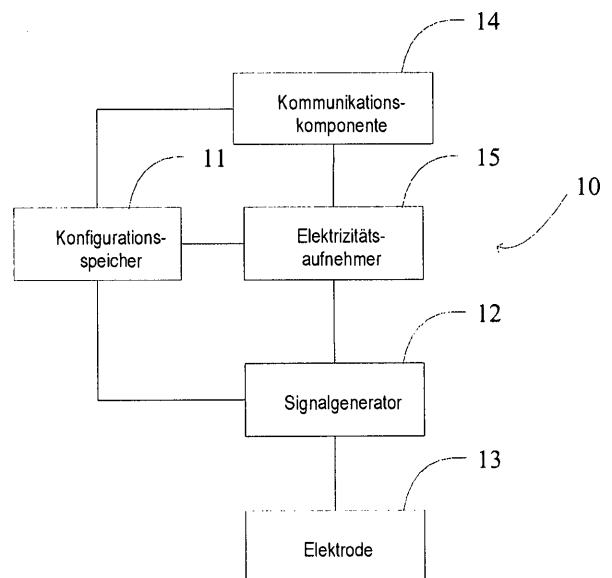 14
Kommunikations-
komponente
11
15
10
Konfigurations-
speicher
Elektrizitäts-
aufnehmer
12
Signalgenerator
13
Elektrode